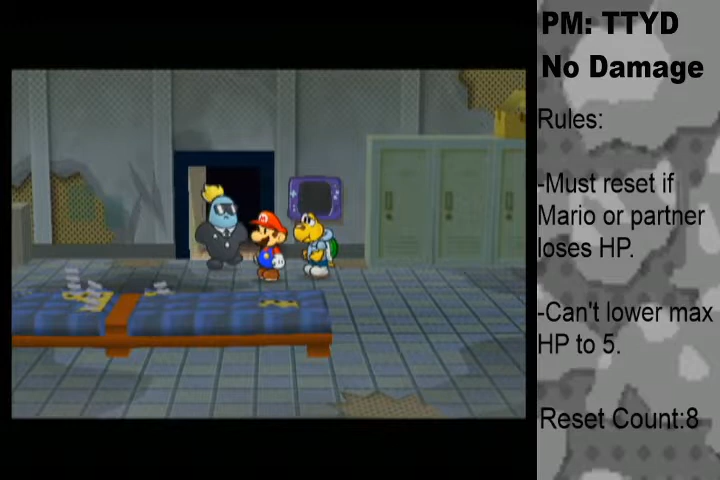 PM: TTYD
No Damage
Rules:
-Must reset if
Mario or partner
loses HP.
-Can't lower max
HP to 5.
Reset Count:8